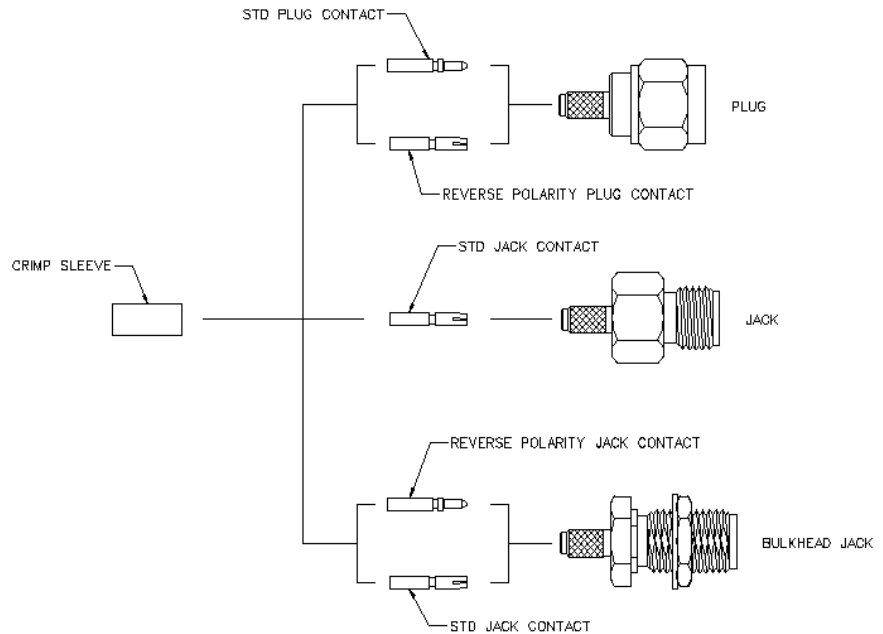 STD PLUG CONTACT
PLUG
REVERSE POLARITY PLUG CONTACT
STD JACK CONTACT
CRIMP SLEEVE
JACK
REVERSE POLARITY JACK CONTACT
BULKHEAD JACK
STD JACK CONTACT